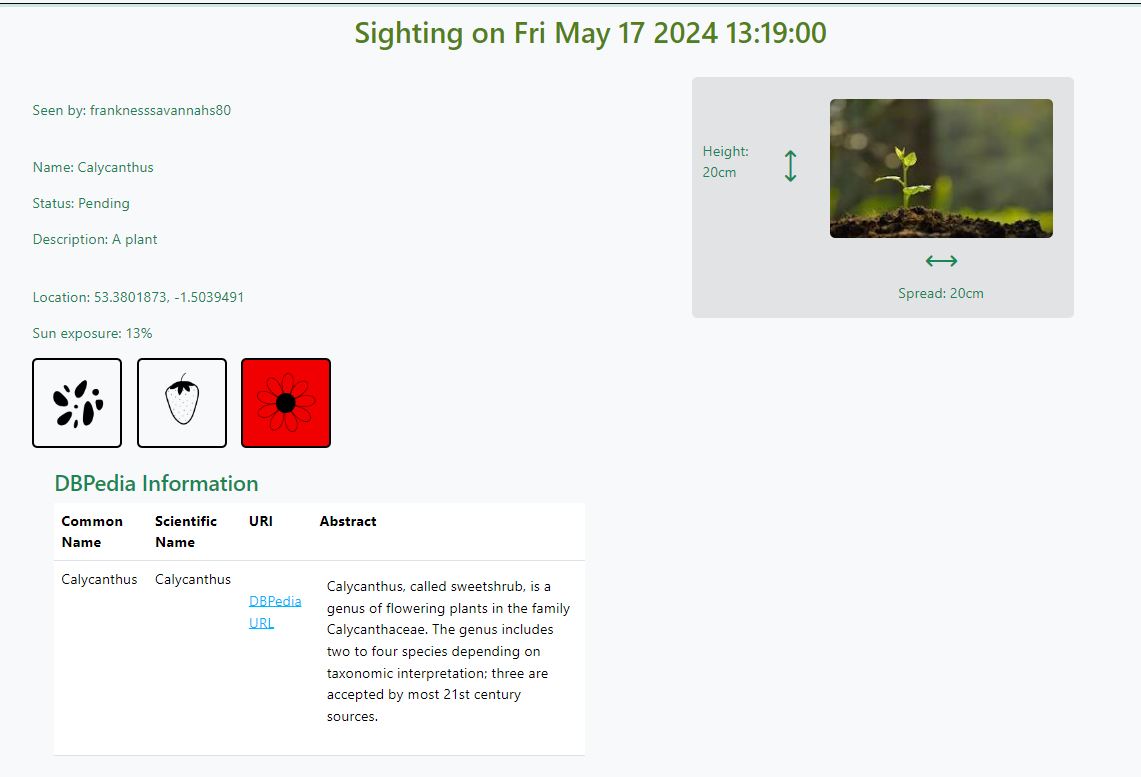 Sighting on Fri May 17 2024 13:19:00
Seen by: franknesssavannahs80
Name: Calycanthus
Status: Pending
Description: A plant
Location: 53.3801873, -1.5039491
Sun exposure: 13%
Height:
20cm
Spread: 20cm
DBPedia Information
Common Name
Scientific Name
URI
Abstract
Calycanthus
Calycanthus
DBPedia
URL
Calycanthus, called sweetshrub, is a
genus of flowering plants in the family
Calycanthaceae. The genus includes
two to four species depending on
taxonomic interpretation; three are
accepted by most 21st century
sources.